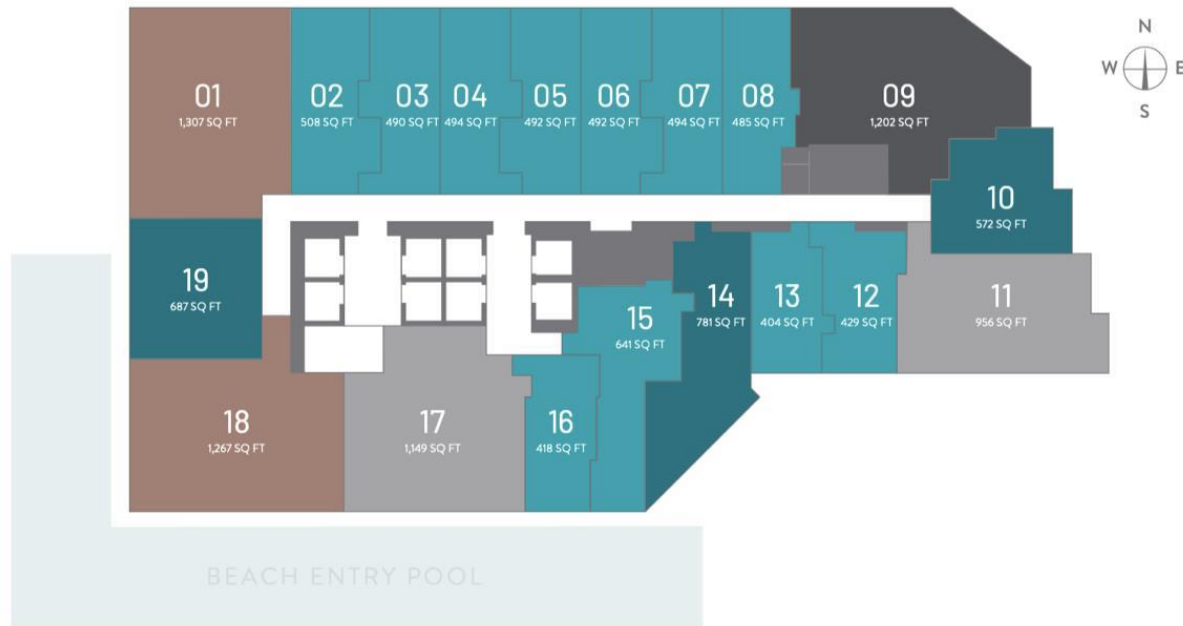 N
W E
S
01
1,307 SQ FT
02
508 SQ FT
03
490 SQ FT
04
494 SQ FT
05
492 SQ FT
06
492 SQ FT
07
494 SQ FT
08
485 SQ FT
09
1,202 SQ FT
10
572 SQ FT
19
687 SQ FT
15
641 SQ FT
14
781 SQ FT
13
404 SQ FT
12
429 SQ FT
11
956 SQ FT
18
1,267 SQ FT
17
1,149 SQ FT
16
418 SQ FT
BEACH ENTRY POOL